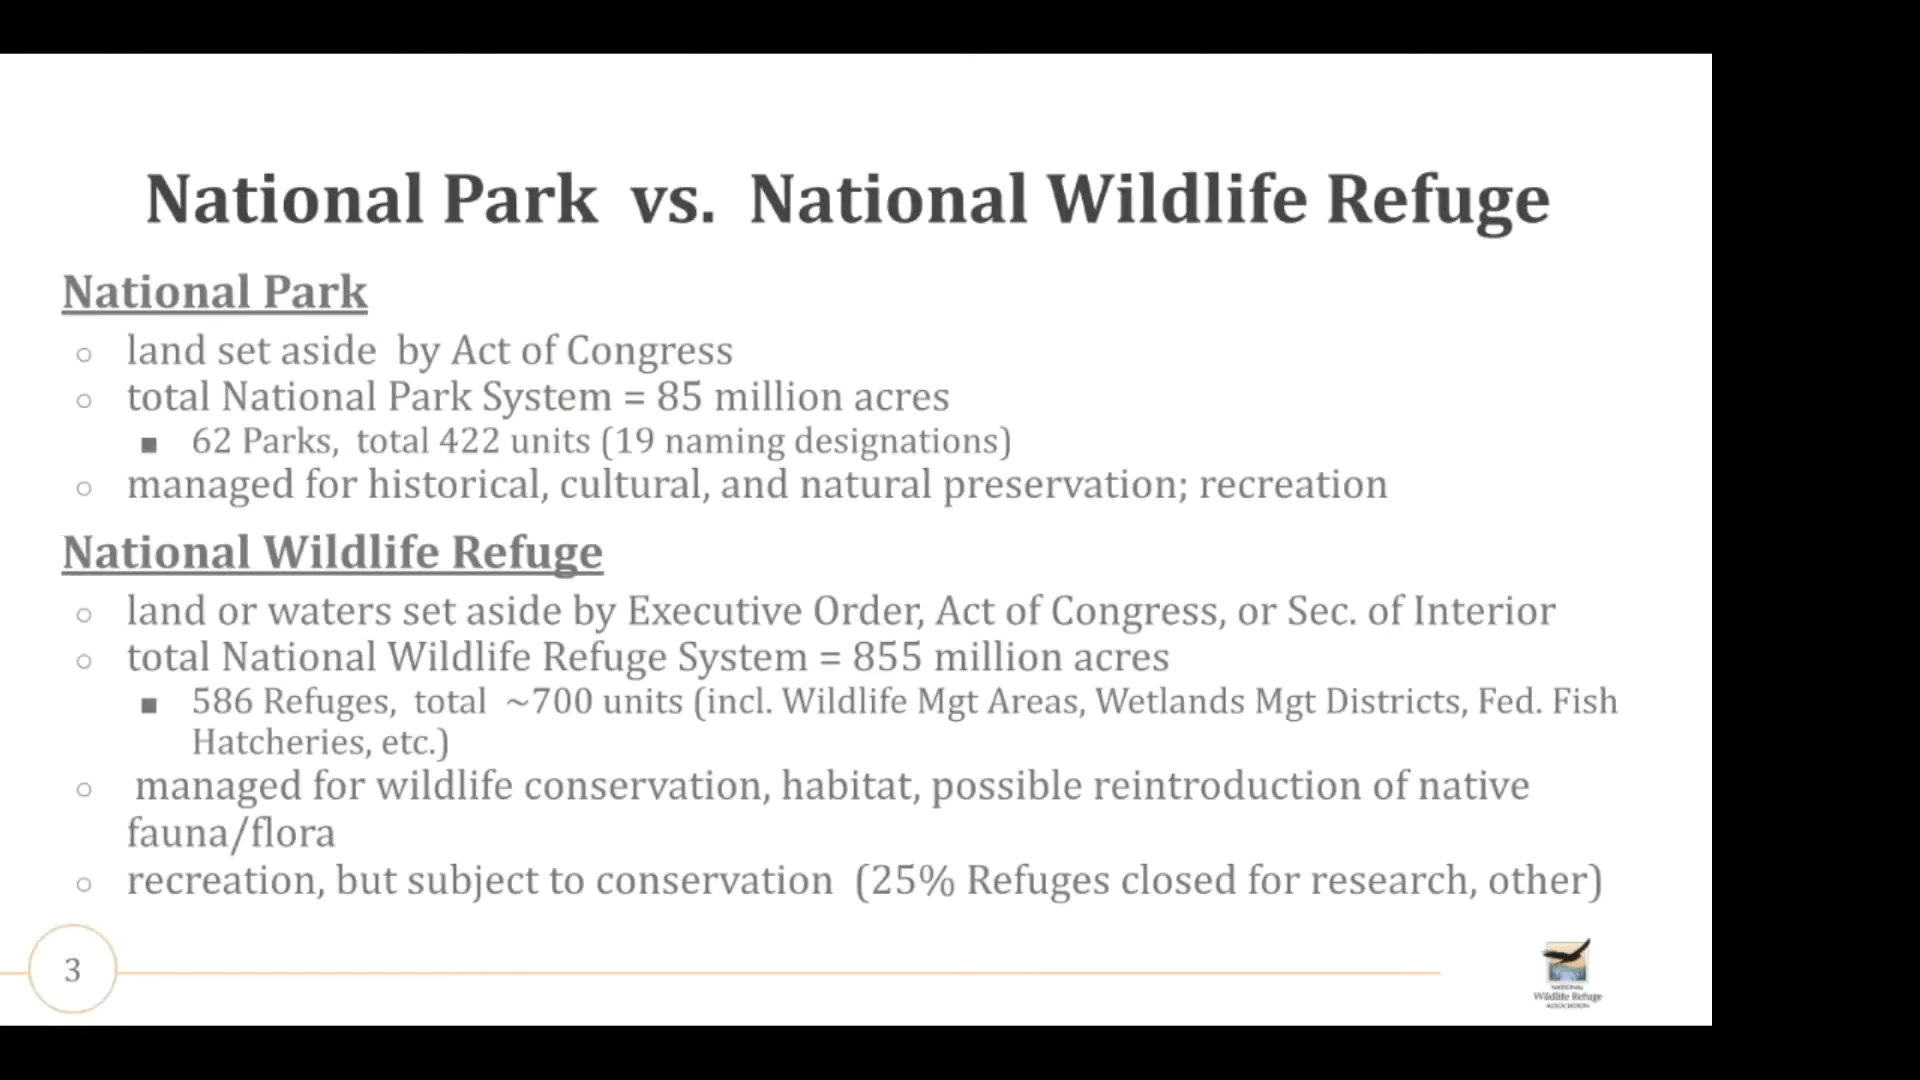 National Park vs. National Wildlife Refuge
National Park
land set aside by Act of Congress
total National Park System = 85 million acres
62 Parks, total 422 units (19 naming designations)
managed for historical, cultural, and natural preservation; recreation
National Wildlife Refuge
land or waters set aside by Executive Order, Act of Congress, or Sec. of Interior
total National Wildlife Refuge System = 855 million acres
586 Refuges, total ~700 units (incl. Wildlife Mgt Areas, Wetlands Mgt Districts, Fed. Fish
Hatcheries, etc.)
managed for wildlife conservation, habitat, possible reintroduction of native
fauna/flora
recreation, but subject to conservation (25% Refuges closed for research, other)
3
NATIONAL
Wildlife Refuge
ASSOCIATION